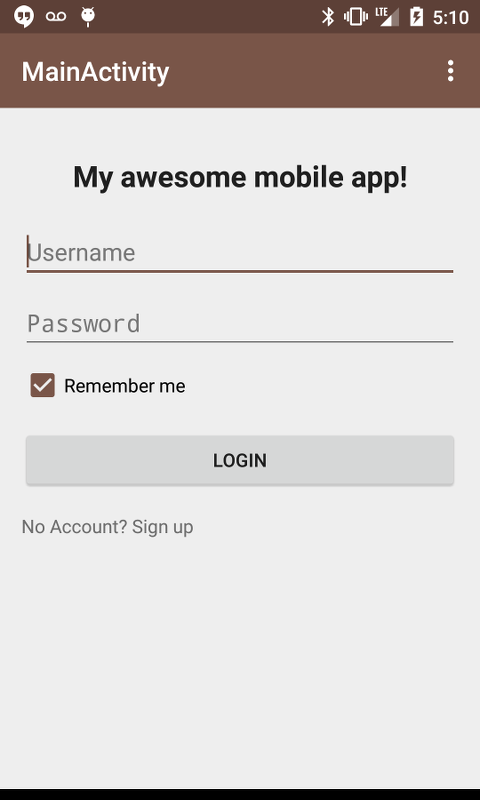 LTE 5:10
MainActivity
My awesome mobile app!
Username
Password
Remember me
LOGIN
No Account? Sign up